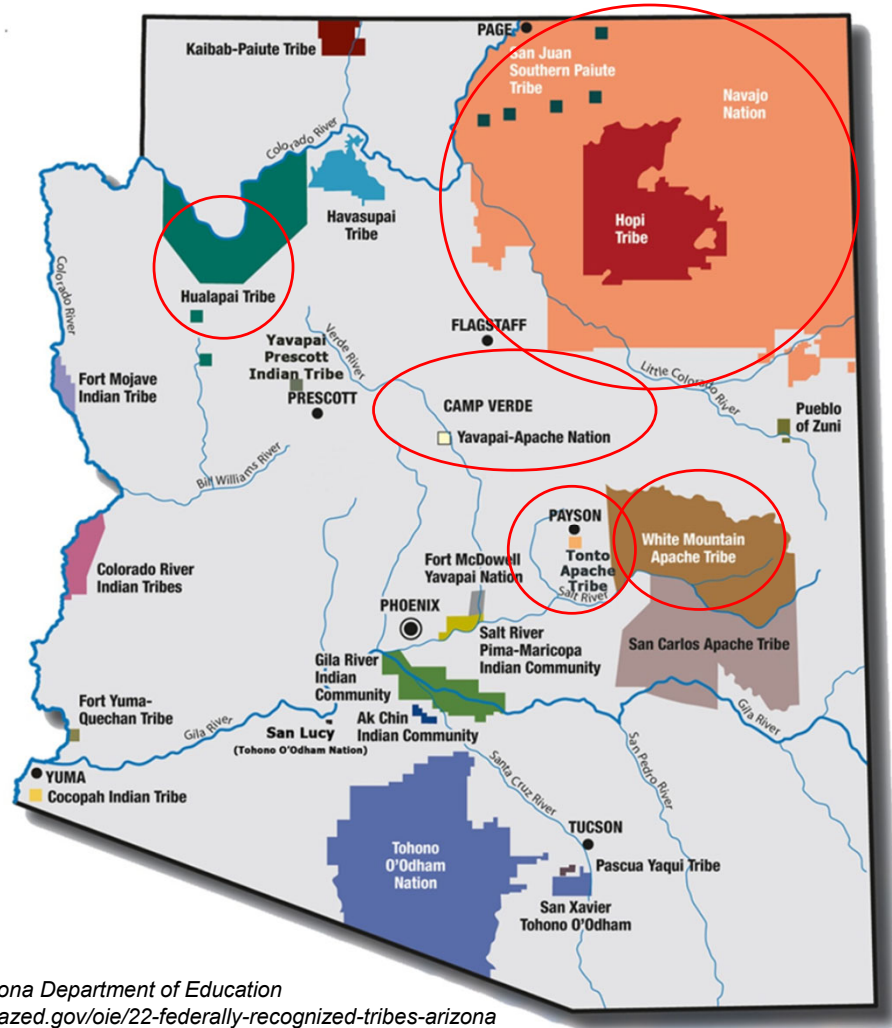 PAGE
Kaibab-Paiute Tribe
San Juan
Southern Paiute
Tribe
Navajo
Nation
Colorado River
Havasupai
Tribe
Hopi
Tribe
Hualapai Tribe
Colorado River
FLAGSTAFF
Yavapai
Prescott
Indian Tribe
Verde River
PRESCOTT
Fort Mojave
Indian Tribe
Little Colorado River
CAMP VERDE
Yavapai-Apache Nation
Pueblo
of Zuni
Bill Williams River
PAYSON
Tonto
Apache
Tribe
White Mountain
Apache Tribe
Colorado River
Indian Tribes
Fort McDowell
Yavapai Nation
Salt River
PHOENIX
Salt River
Pima-Maricopa
Indian Community
San Carlos Apache Tribe
Gila River
Indian
Community
Fort Yuma-
Quechan Tribe
Gila River
San Lucy
(Tohono O'Odham Nation)
Ak Chin
Indian Community
Gila River
San Pedro River
Santa Cruz River
YUMA
Cocopah Indian Tribe
TUCSON
Tohono
O'Odham
Nation
Pascua Yaqui Tribe
San Xavier
Tohono O'Odham
ona Department of Education
azed.gov/oie/22-federally-recognized-tribes-arizona